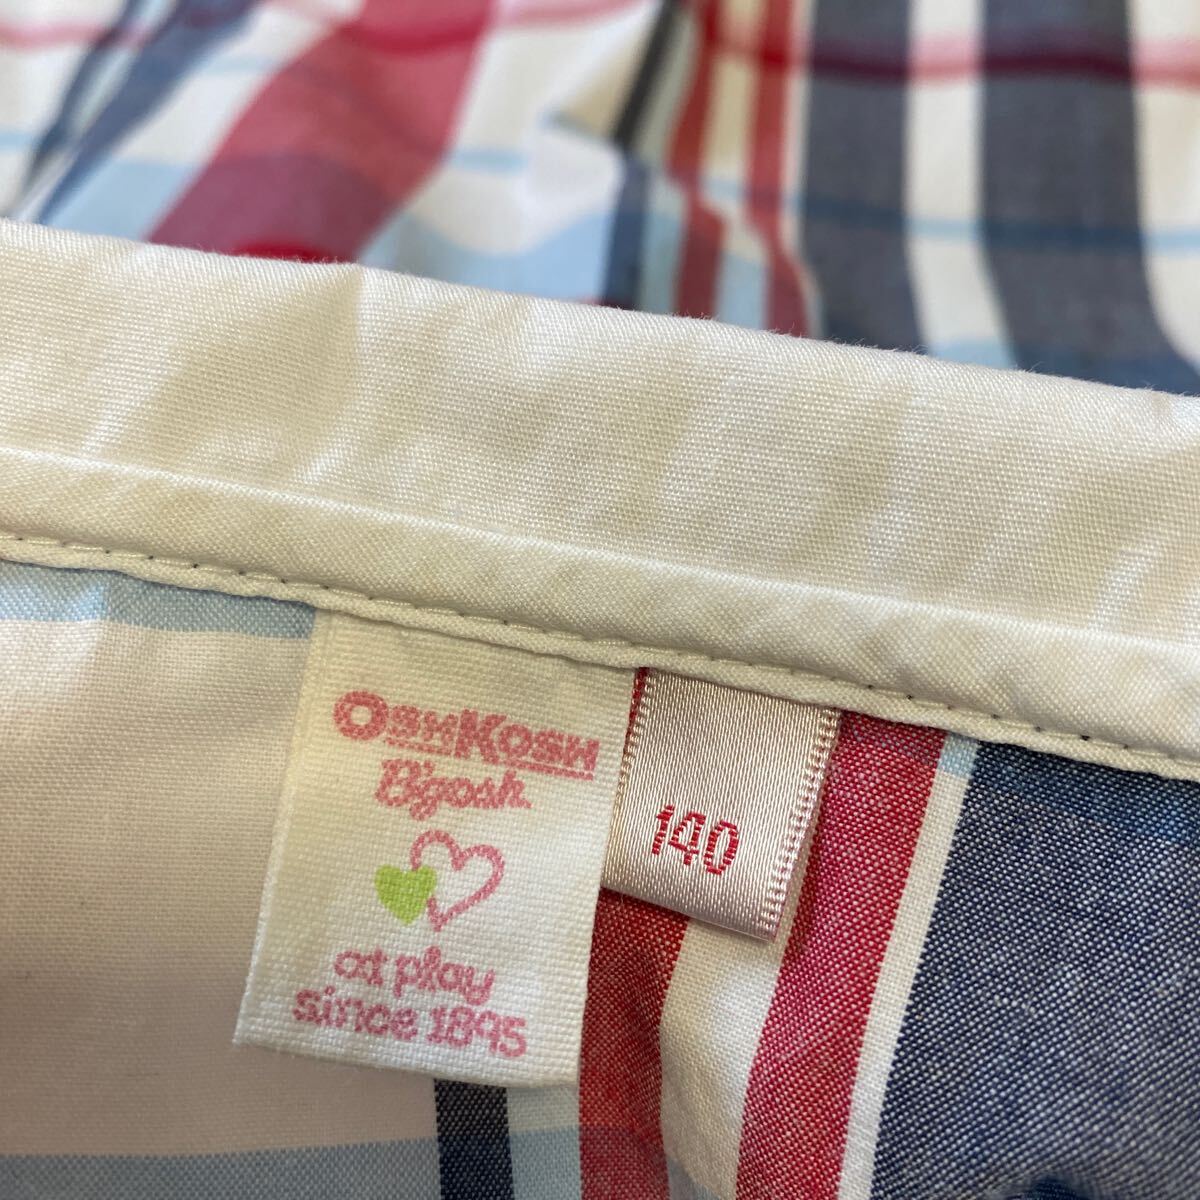 OshKosh
B'gosh
at play
since 1895
140